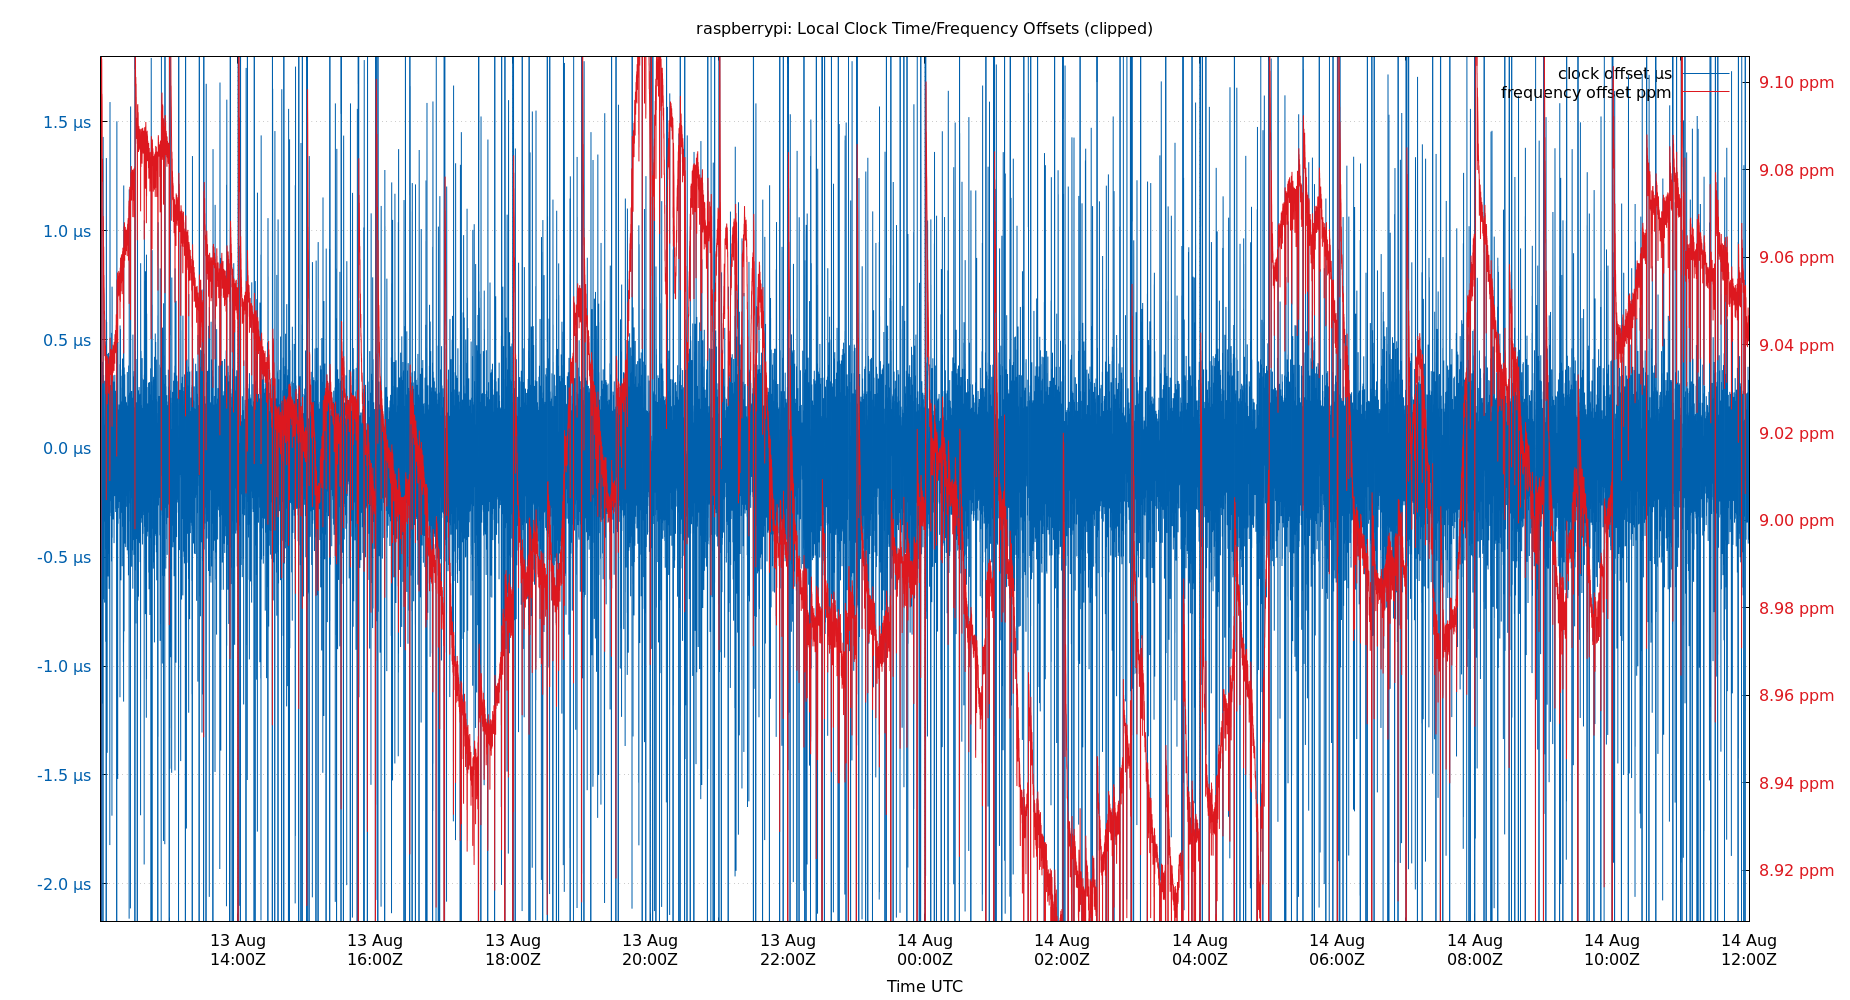 raspberrypi: Local Clock Time/Frequency Offsets (clipped)
clock offset µs
frequency offset ppm
1.5 µs
1.0 µs
0.5 µs
0.0 µs
-0.5 µs
-1.0 µs
-1.5 µs
-2.0 µs
9.10 ppm
9.08 ppm
9.06 ppm
9.04 ppm
9.02 ppm
9.00 ppm
8.98 ppm
8.96 ppm
8.94 ppm
8.92 ppm
13 Aug
14:00Z
13 Aug
16:00Z
13 Aug
18:00Z
13 Aug
20:00Z
13 Aug
22:00Z
14 Aug
00:00Z
14 Aug
02:00Z
14 Aug
04:00Z
14 Aug
06:00Z
14 Aug
08:00Z
14 Aug
10:00Z
14 Aug
12:00Z
Time UTC